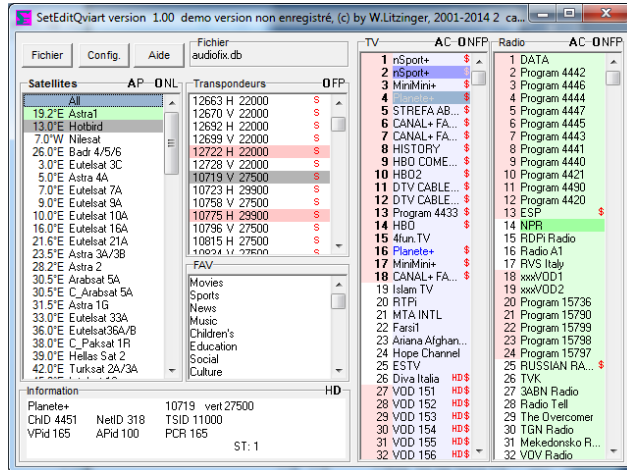 SetEditQviart version 1.00 demo version non enregistré, (c) by W.Litzinger, 2001-2014 2 ca...
Fichier
Config.
Aide
Fichier
audiofix.db
Satellites AP ONL
All
19.2°E Astra1
13.0°E Hotbird
7.0°W Nilesat
26.0°E Badr 4/5/6
3.0°E Eutelsat 3C
5.0°E Astra 4A
7.0°E Eutelsat 7A
9.0°E Eutelsat 9A
10.0°E Eutelsat 10A
16.0°E Eutelsat 16A
21.6°E Eutelsat 21A
23.5°E Astra 3A/3B
28.2°E Astra 2
30.5°E Arabsat 5A
30.5°E C_Arabsat 5A
31.5°E Astra 1G
33.0°E Eutelsat 33A
36.0°E Eutelsat36A/B
38.0°E C_Paksat 1R
39.0°E Hellas Sat 2
42.0°E Turksat 2A/3A
Transpondeurs OFP
12663 H 22000 S
12670 V 22000 S
12692 H 22000 S
12699 V 22000 S
12722 H 22000 S
12728 V 22000 S
10719 V 27500 S
10723 H 29900 S
10758 V 27500 S
10775 H 29900 S
10796 V 27500 S
10815 H 27500 S
10834 V 27500 S
FAV
Movies
Sports
News
Music
Children's
Education
Social
Culture
Information HD
Planete+ 10719 vert 27500
ChID 4451 NetID 318 TSID 11000
VPid 165 APid 100 PCR 165
ST: 1
TV AC-ONFP
1 nSport+ $
2 nSport+ $
3 MiniMini+ $
4 Planete+ $
5 STREFA AB... $
6 CANAL+ FA... $
7 CANAL+ FA... $
8 HISTORY $
9 HBO COME... $
10 HBO2 $
11 DTV CABLE... $
12 DTV CABLE... $
13 Program 4433 $
14 HBO $
15 4fun.TV
16 Planete+ $
17 MiniMini+ $
18 CANAL+ FA... $
19 Islam TV
20 RTPi
21 MTA INTL
22 Farsi1
23 Ariana Afghan...
24 Hope Channel
25 ESTV
26 Diva Italia HD$
27 VOD 151 HD$
28 VOD 152 HD$
29 VOD 153 HD$
30 VOD 154 HD$
31 VOD 155 HD$
32 VOD 156 HD$
Radio AC-ONFP
1 DATA
2 Program 4442
3 Program 4446
4 Program 4444
5 Program 4447
6 Program 4445
7 Program 4443
8 Program 4441
9 Program 4440
10 Program 4421
11 Program 4490
12 Program 4420
13 ESP $
14 NPR
15 RDPi Radio
16 Radio A1
17 RVS Italy
18 xxxVOD1
19 xxxVOD2
20 Program 15736
21 Program 15790
22 Program 15799
23 Program 15798
24 Program 15797
25 RUSSIAN RA... $
26 TVK
27 3ABN Radio
28 Radio Tell
29 The Overcomer
30 TGN Radio
31 Mekedonsko R...
32 VOV Radio